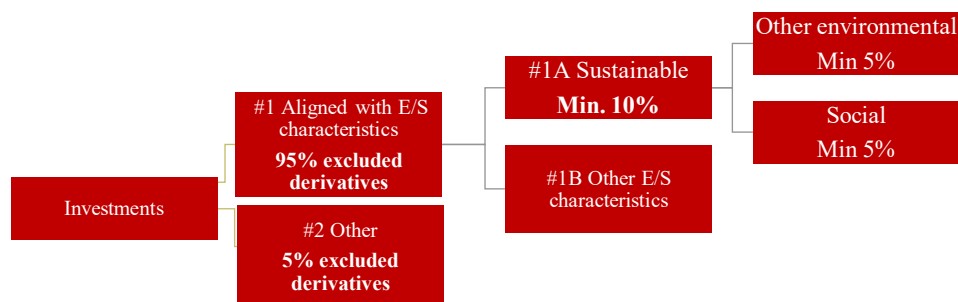 Investments
#1 Aligned with E/S
characteristics
95% excluded
derivatives
#2 Other
5% excluded
derivatives
#1A Sustainable
Min. 10%
#1B Other E/S
characteristics
Other environmental
Min 5%
Social
Min 5%